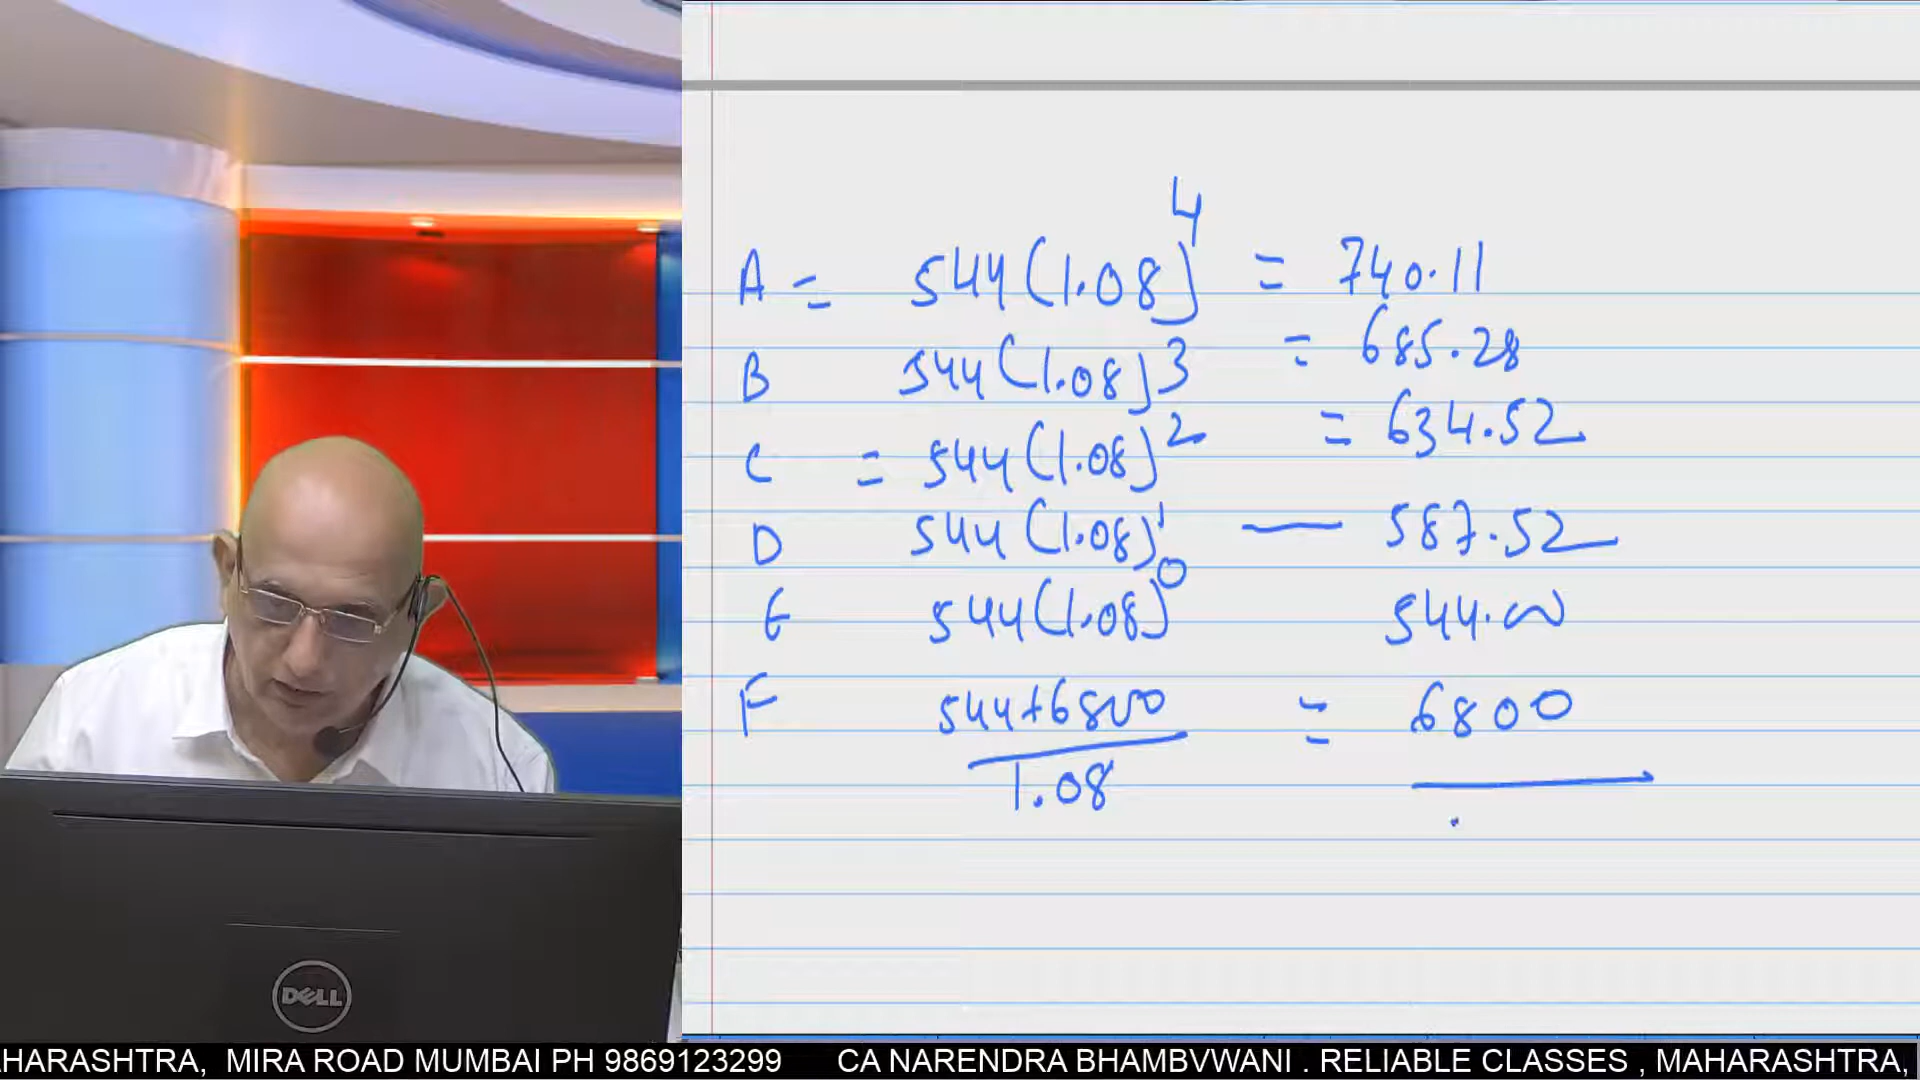 A = 544(1.08)^4 = 740.11
B 544(1.08)^3 = 685.28
C = 544(1.08)^2 = 634.52
D 544(1.08)^1 — 587.52
E 544(1.08)^0 544.00
F 544+6800 = 6800
1.08
DELL
HARASHTRA, MIRA ROAD MUMBAI PH 9869123299 CA NARENDRA BHAMBVWANI . RELIABLE CLASSES , MAHARASHTRA,